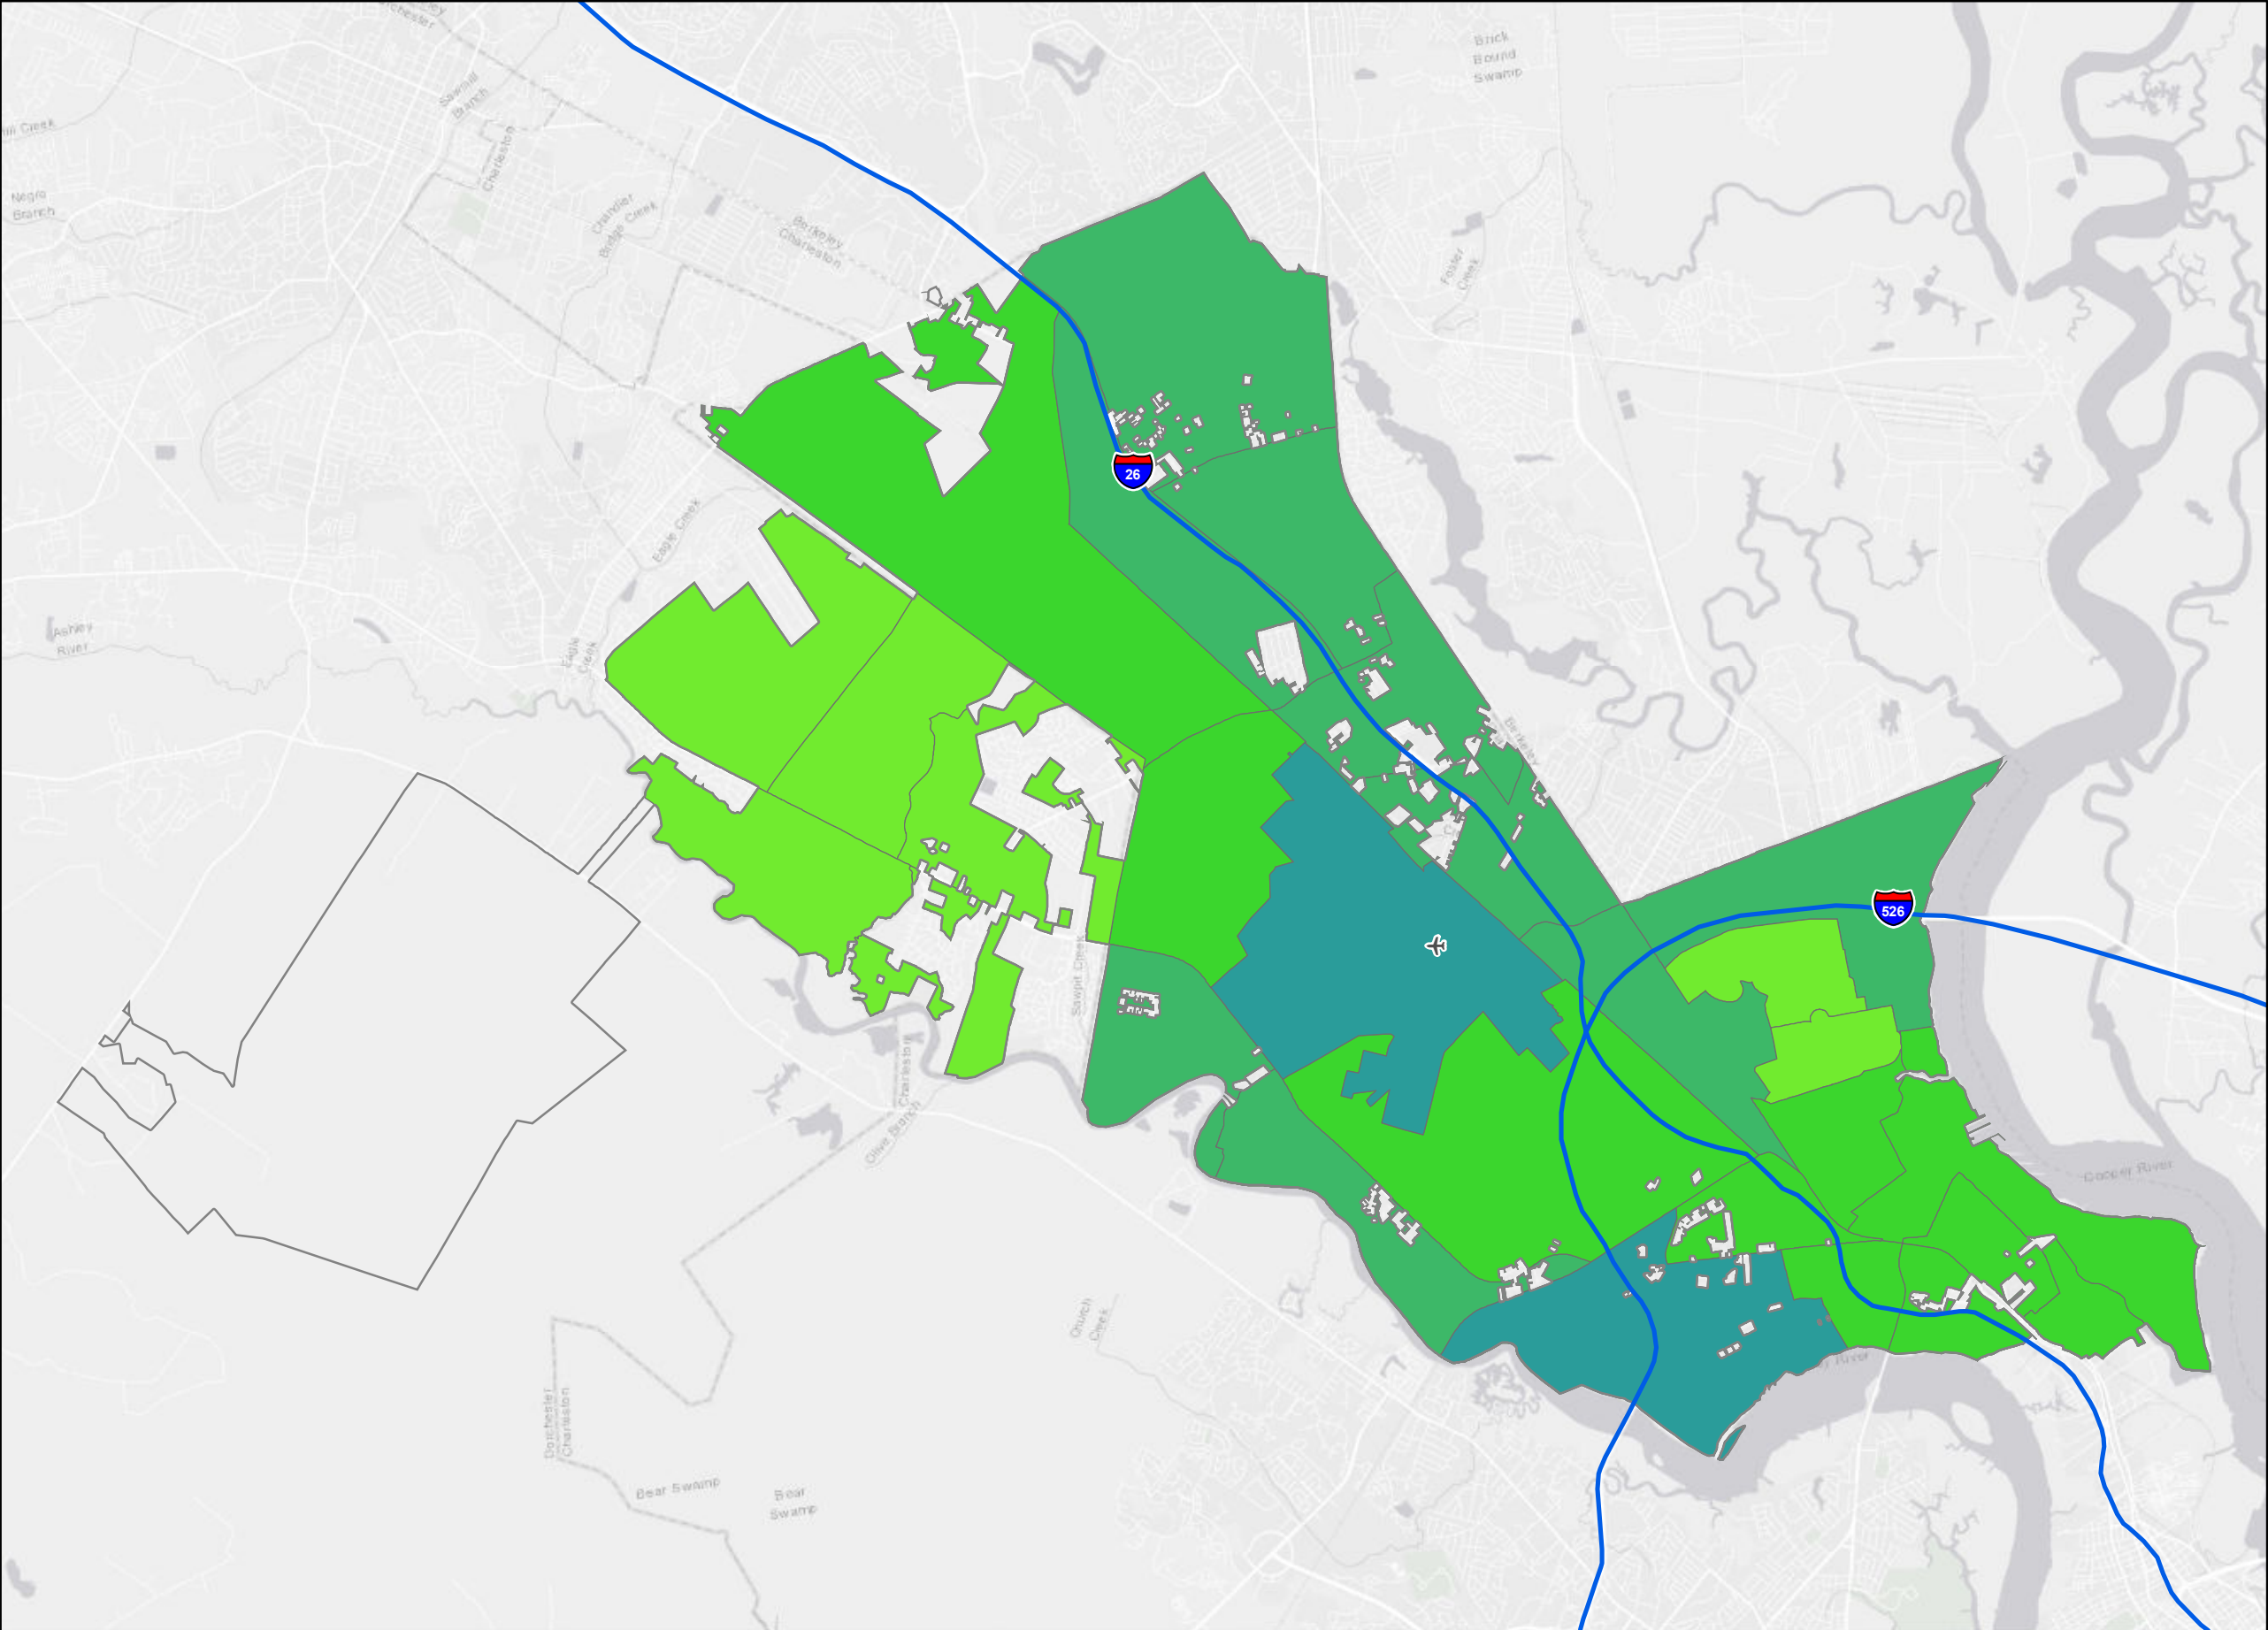 Brick
Bound
Swamp
Sawmill
Branch
Charleston
Negro
Branch
Chandler
Bridge Creek
Berkeley
Charleston
Foster
Creek
26
Eagle Creek
Ashley
River
Eagle
Creek
Berkeley
526
Sawpit Creek
Charleston
Olive Branch
Cooper River
Church
Creek
Dorchester
Charleston
Bear Swamp
Bear
Swamp
River